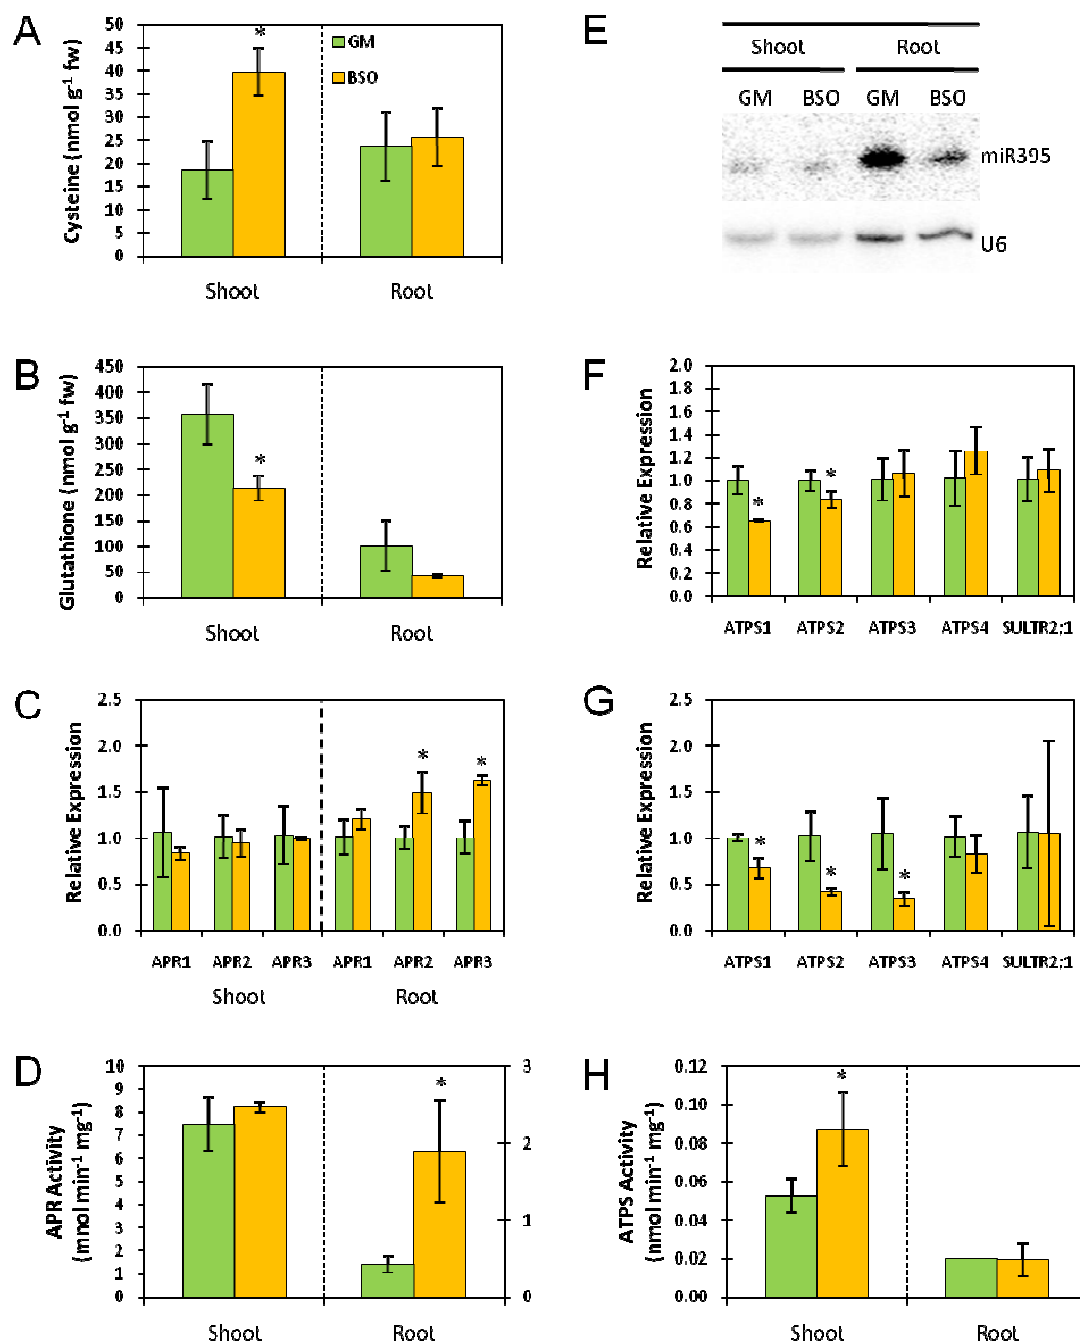 A
Cysteine (nmol g-1 fw)
50
45
40
35
30
25
20
15
10
5
0
*
GM
BSO
Shoot Root
B
Glutathione (nmol g-1 fw)
450
400
350
300
250
200
150
100
50
0
*
Shoot Root
C
Relative Expression
2.5
2.0
1.5
1.0
0.5
0.0
* *
APR1 APR2 APR3 APR1 APR2 APR3
Shoot Root
D
APR Activity
(mnol min-1 mg-1)
10
9
8
7
6
5
4
3
2
1
0
*
3
2
1
0
Shoot Root
E
Shoot Root
GM BSO GM BSO
miR395
U6
F
Relative Expression
2.0
1.8
1.6
1.4
1.2
1.0
0.8
0.6
0.4
0.2
0.0
* *
ATPS1 ATPS2 ATPS3 ATPS4 SULTR2;1
G
Relative Expression
2.5
2.0
1.5
1.0
0.5
0.0
* * *
ATPS1 ATPS2 ATPS3 ATPS4 SULTR2;1
H
ATPS Activity
(nmol min-1 mg-1)
0.12
0.10
0.08
0.06
0.04
0.02
0.00
*
Shoot Root